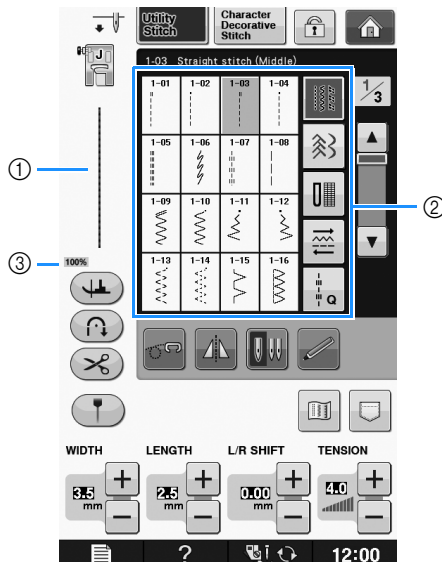 Utility Stitch
Character Decorative Stitch
J
1-03 Straight stitch (Middle)
1-01 1-02 1-03 1-04
1/3
1-05 1-06 1-07 1-08
①
1-09 1-10 1-11 1-12
②
③
100%
1-13 1-14 1-15 1-16
Q
WIDTH LENGTH L/R SHIFT TENSION
3.5 mm + − 2.5 mm + − 0.00 mm + − 4.0 + −
? 12:00